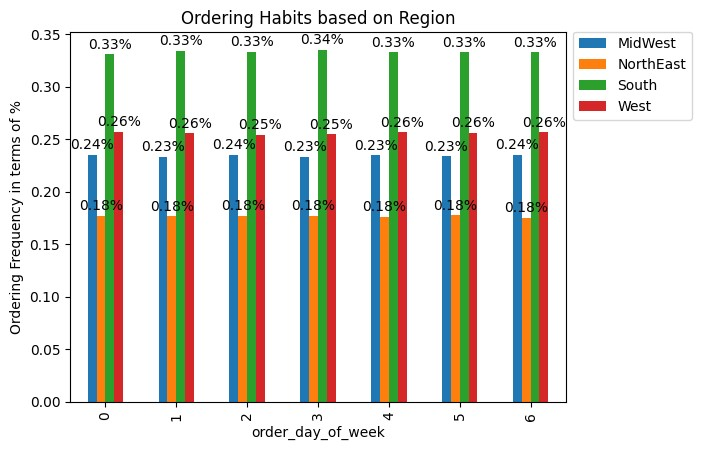 Ordering Habits based on Region
Ordering Frequency in terms of %
0.35
0.30
0.25
0.20
0.15
0.10
0.05
0.00
0.24% 0.18% 0.33% 0.26%
0.23% 0.18% 0.33% 0.26%
0.24% 0.18% 0.33% 0.25%
0.23% 0.18% 0.34% 0.25%
0.24% 0.18% 0.33% 0.26%
0.23% 0.18% 0.33% 0.26%
0.24% 0.18% 0.33% 0.26%
0 1 2 3 4 5 6
order_day_of_week
MidWest
NorthEast
South
West